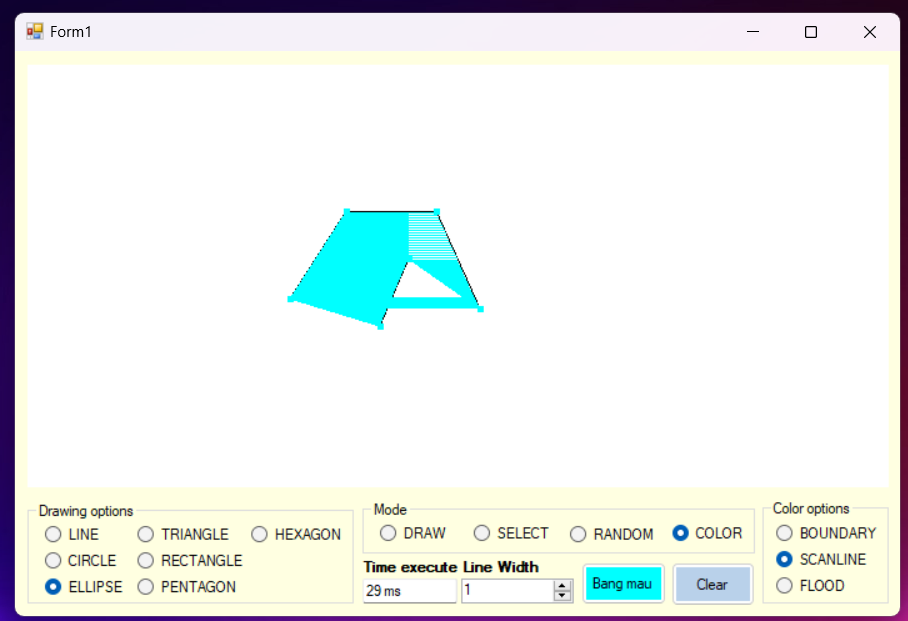 Form1
Drawing options
LINE
TRIANGLE
HEXAGON
CIRCLE
RECTANGLE
ELLIPSE
PENTAGON
Mode
DRAW
SELECT
RANDOM
COLOR
Time execute
Line Width
29 ms
1
Bang mau
Clear
Color options
BOUNDARY
SCANLINE
FLOOD